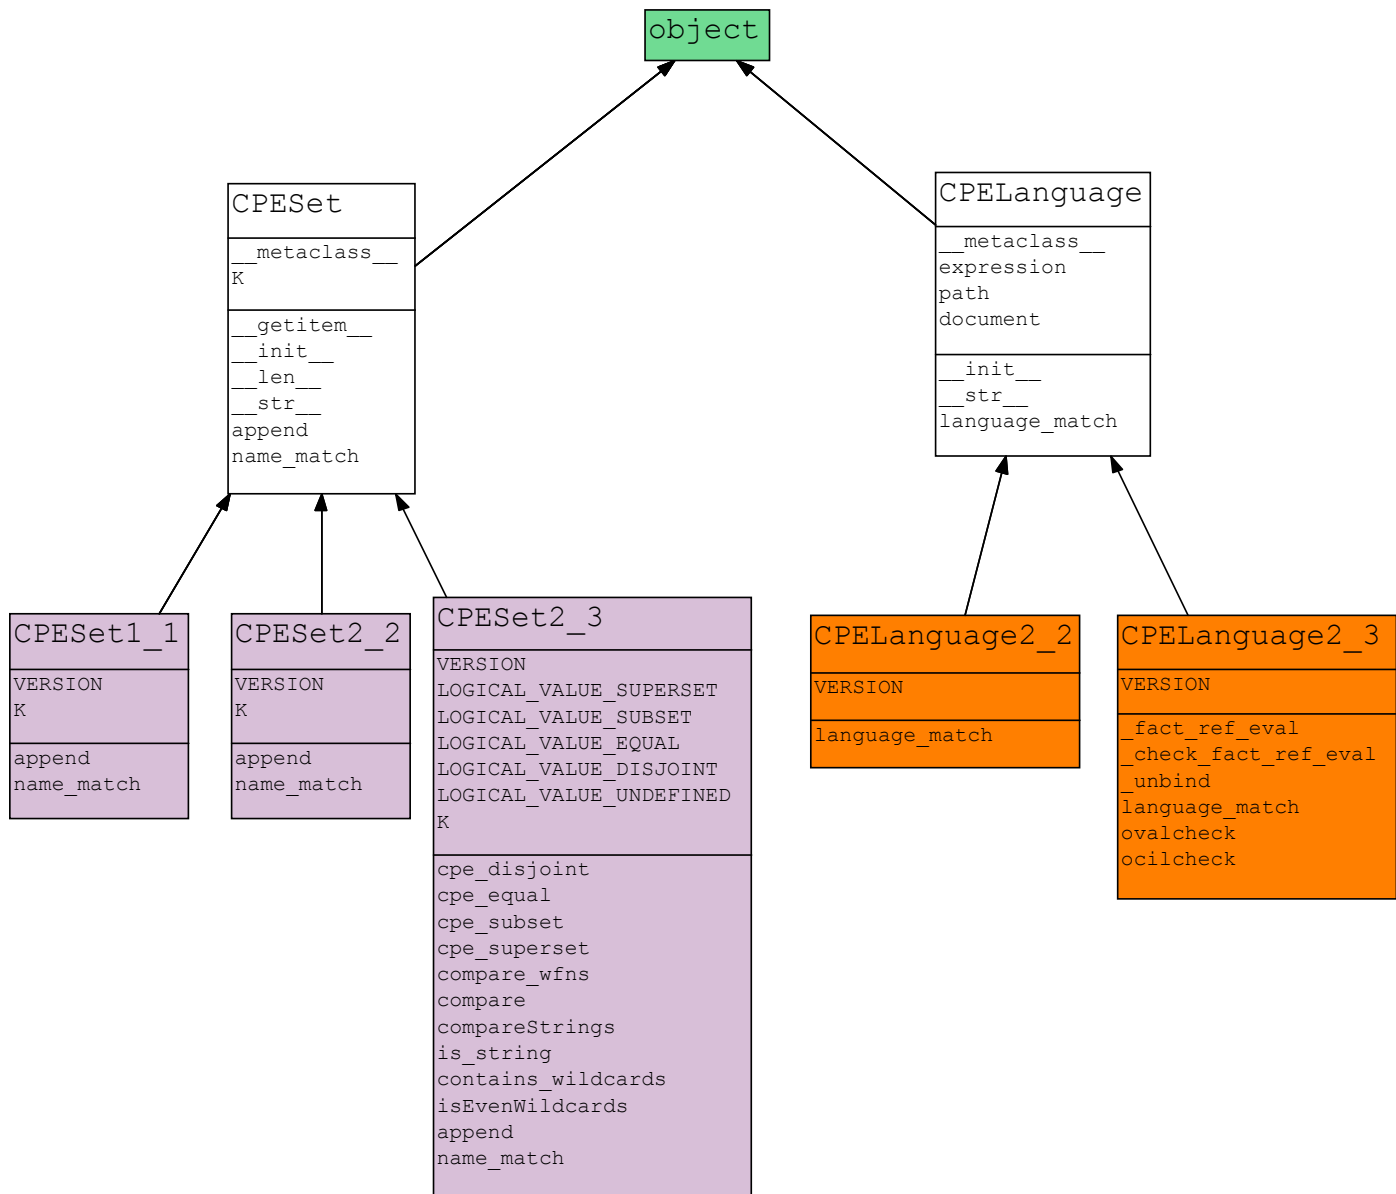 object
CPESet
__metaclass__
K
__getitem__
__init__
__len__
__str__
append
name_match
CPELanguage
__metaclass__
expression
path
document
__init__
__str__
language_match
CPESet1_1
VERSION
K
append
name_match
CPESet2_2
VERSION
K
append
name_match
CPESet2_3
VERSION
LOGICAL_VALUE_SUPERSET
LOGICAL_VALUE_SUBSET
LOGICAL_VALUE_EQUAL
LOGICAL_VALUE_DISJOINT
LOGICAL_VALUE_UNDEFINED
K
cpe_disjoint
cpe_equal
cpe_subset
cpe_superset
compare_wfns
compare
compareStrings
is_string
contains_wildcards
isEvenWildcards
append
name_match
CPELanguage2_2
VERSION
language_match
CPELanguage2_3
VERSION
_fact_ref_eval
_check_fact_ref_eval
_unbind
language_match
ovalcheck
ocilcheck